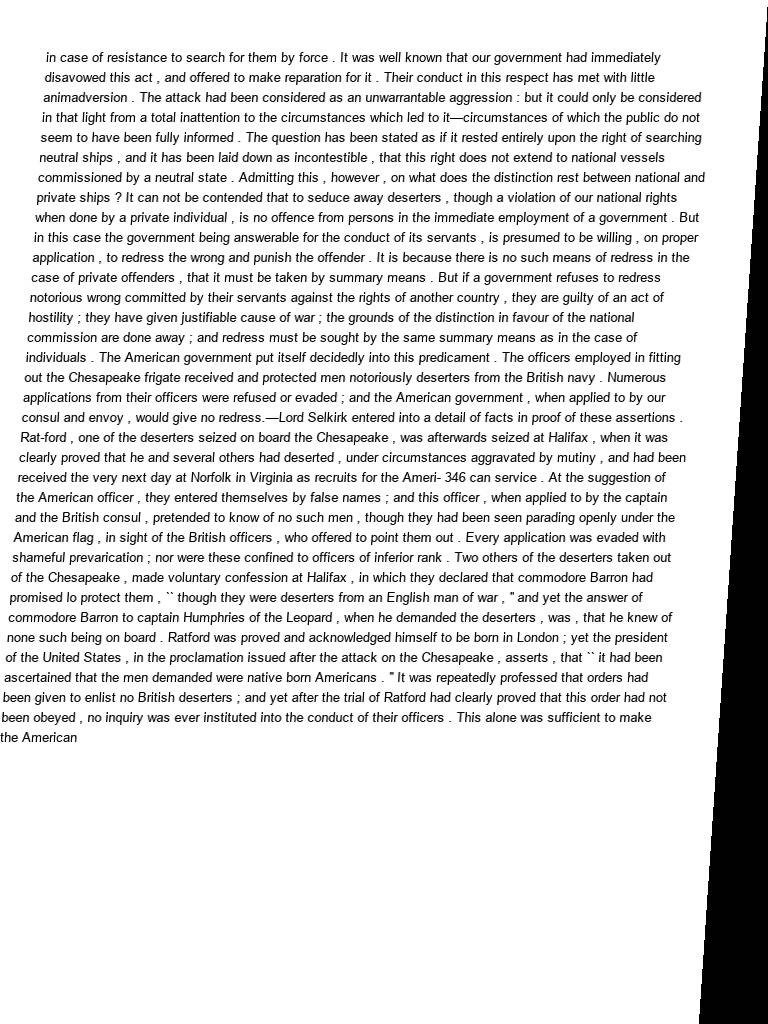 in case of resistance to search for them by force . It was well known that our government had immediately
disavowed this act , and offered to make reparation for it . Their conduct in this respect has met with little
animadversion . The attack had been considered as an unwarrantable aggression : but it could only be considered
in that light from a total inattention to the circumstances which led to it—circumstances of which the public do not
seem to have been fully informed . The question has been stated as if it rested entirely upon the right of searching
neutral ships , and it has been laid down as incontestible , that this right does not extend to national vessels
commissioned by a neutral state . Admitting this , however , on what does the distinction rest between national and
private ships ? It can not be contended that to seduce away deserters , though a violation of our national rights
when done by a private individual , is no offence from persons in the immediate employment of a government . But
in this case the government being answerable for the conduct of its servants , is presumed to be willing , on proper
application , to redress the wrong and punish the offender . It is because there is no such means of redress in the
case of private offenders , that it must be taken by summary means . But if a government refuses to redress
notorious wrong committed by their servants against the rights of another country , they are guilty of an act of
hostility ; they have given justifiable cause of war ; the grounds of the distinction in favour of the national
commission are done away ; and redress must be sought by the same summary means as in the case of
individuals . The American government put itself decidedly into this predicament . The officers employed in fitting
out the Chesapeake frigate received and protected men notoriously deserters from the British navy . Numerous
applications from their officers were refused or evaded ; and the American government , when applied to by our
consul and envoy , would give no redress.—Lord Selkirk entered into a detail of facts in proof of these assertions .
Rat-ford , one of the deserters seized on board the Chesapeake , was afterwards seized at Halifax , when it was
clearly proved that he and several others had deserted , under circumstances aggravated by mutiny , and had been
received the very next day at Norfolk in Virginia as recruits for the Ameri- 346 can service . At the suggestion of
the American officer , they entered themselves by false names ; and this officer , when applied to by the captain
and the British consul , pretended to know of no such men , though they had been seen parading openly under the
American flag , in sight of the British officers , who offered to point them out . Every application was evaded with
shameful prevarication ; nor were these confined to officers of inferior rank . Two others of the deserters taken out
of the Chesapeake , made voluntary confession at Halifax , in which they declared that commodore Barron had
promised lo protect them , `` though they were deserters from an English man of war , '' and yet the answer of
commodore Barron to captain Humphries of the Leopard , when he demanded the deserters , was , that he knew of
none such being on board . Ratford was proved and acknowledged himself to be born in London ; yet the president
of the United States , in the proclamation issued after the attack on the Chesapeake , asserts , that `` it had been
ascertained that the men demanded were native born Americans . '' It was repeatedly professed that orders had
been given to enlist no British deserters ; and yet after the trial of Ratford had clearly proved that this order had not
been obeyed , no inquiry was ever instituted into the conduct of their officers . This alone was sufficient to make
the American